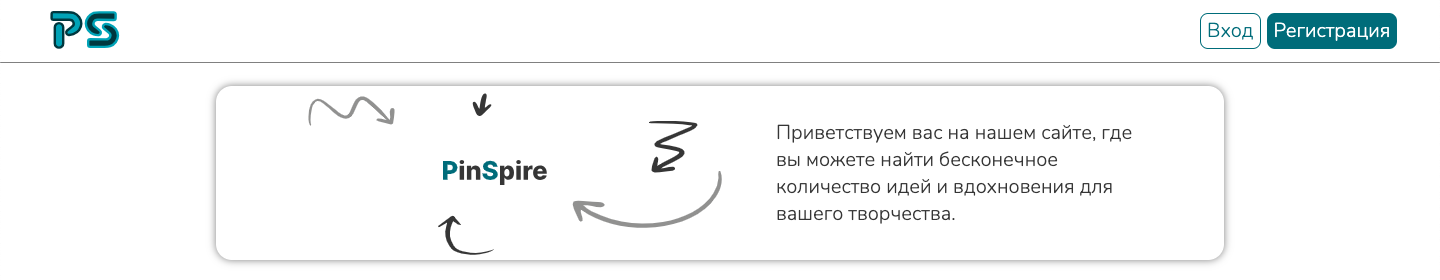 PS
Вход
Регистрация
PinSpire
Приветствуем вас на нашем сайте, где
вы можете найти бесконечное
количество идей и вдохновения для
вашего творчества.